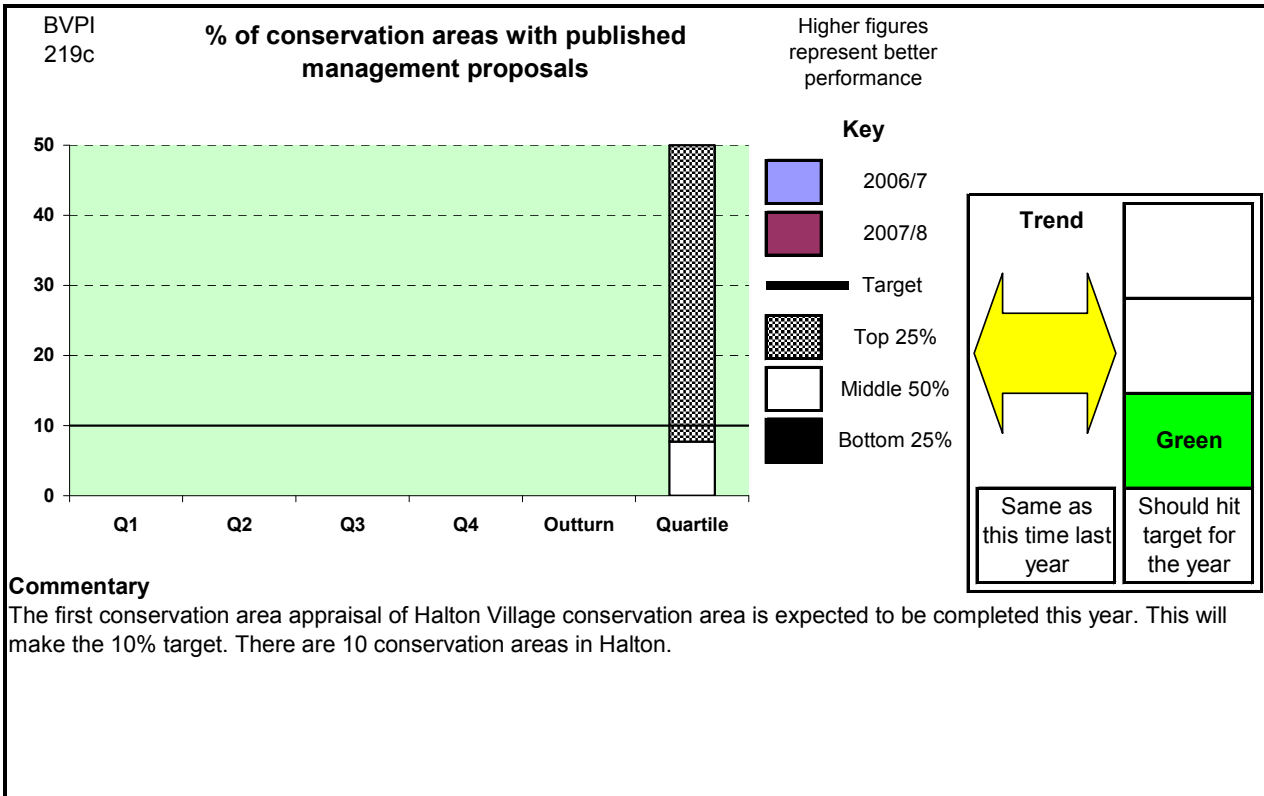 BVPI
219c
% of conservation areas with published
management proposals
Higher figures
represent better
performance
50
40
30
20
10
0
Q1
Q2
Q3
Q4
Outturn
Quartile
Key
2006/7
2007/8
Target
Top 25%
Middle 50%
Bottom 25%
Trend
Green
Same as
this time last
year
Should hit
target for
the year
Commentary
The first conservation area appraisal of Halton Village conservation area is expected to be completed this year. This will
make the 10% target. There are 10 conservation areas in Halton.